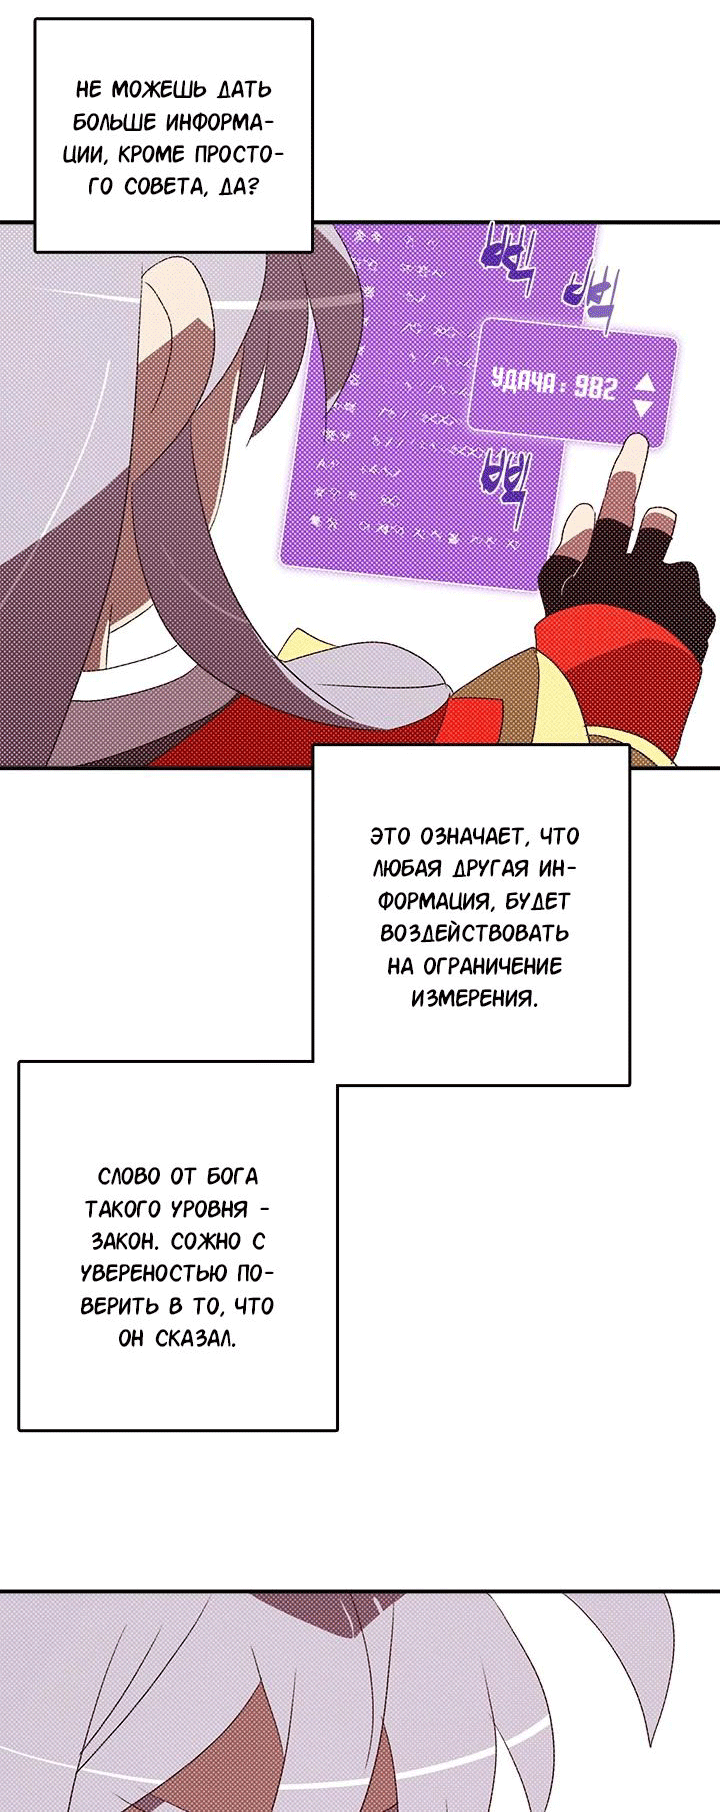 НЕ МОЖЕШЬ ДАТЬ
БОЛЬШЕ ИНФОРМА-
ЦИИ, КРОМЕ ПРОСТО-
ГО СОВЕТА, ДА?
УДАЧА: 982
ЭТО ОЗНАЧАЕТ, ЧТО
ЛЮБАЯ ДРУГАЯ ИН-
ФОРМАЦИЯ, БУДЕТ
ВОЗДЕЙСТВОВАТЬ
НА ОГРАНИЧЕНИЕ
ИЗМЕРЕНИЯ.
СЛОВО ОТ БОГА
ТАКОГО УРОВНЯ -
ЗАКОН. СОЖНО С
УВЕРЕНОСТЬЮ ПО-
ВЕРИТЬ В ТО, ЧТО
ОН СКАЗАЛ.